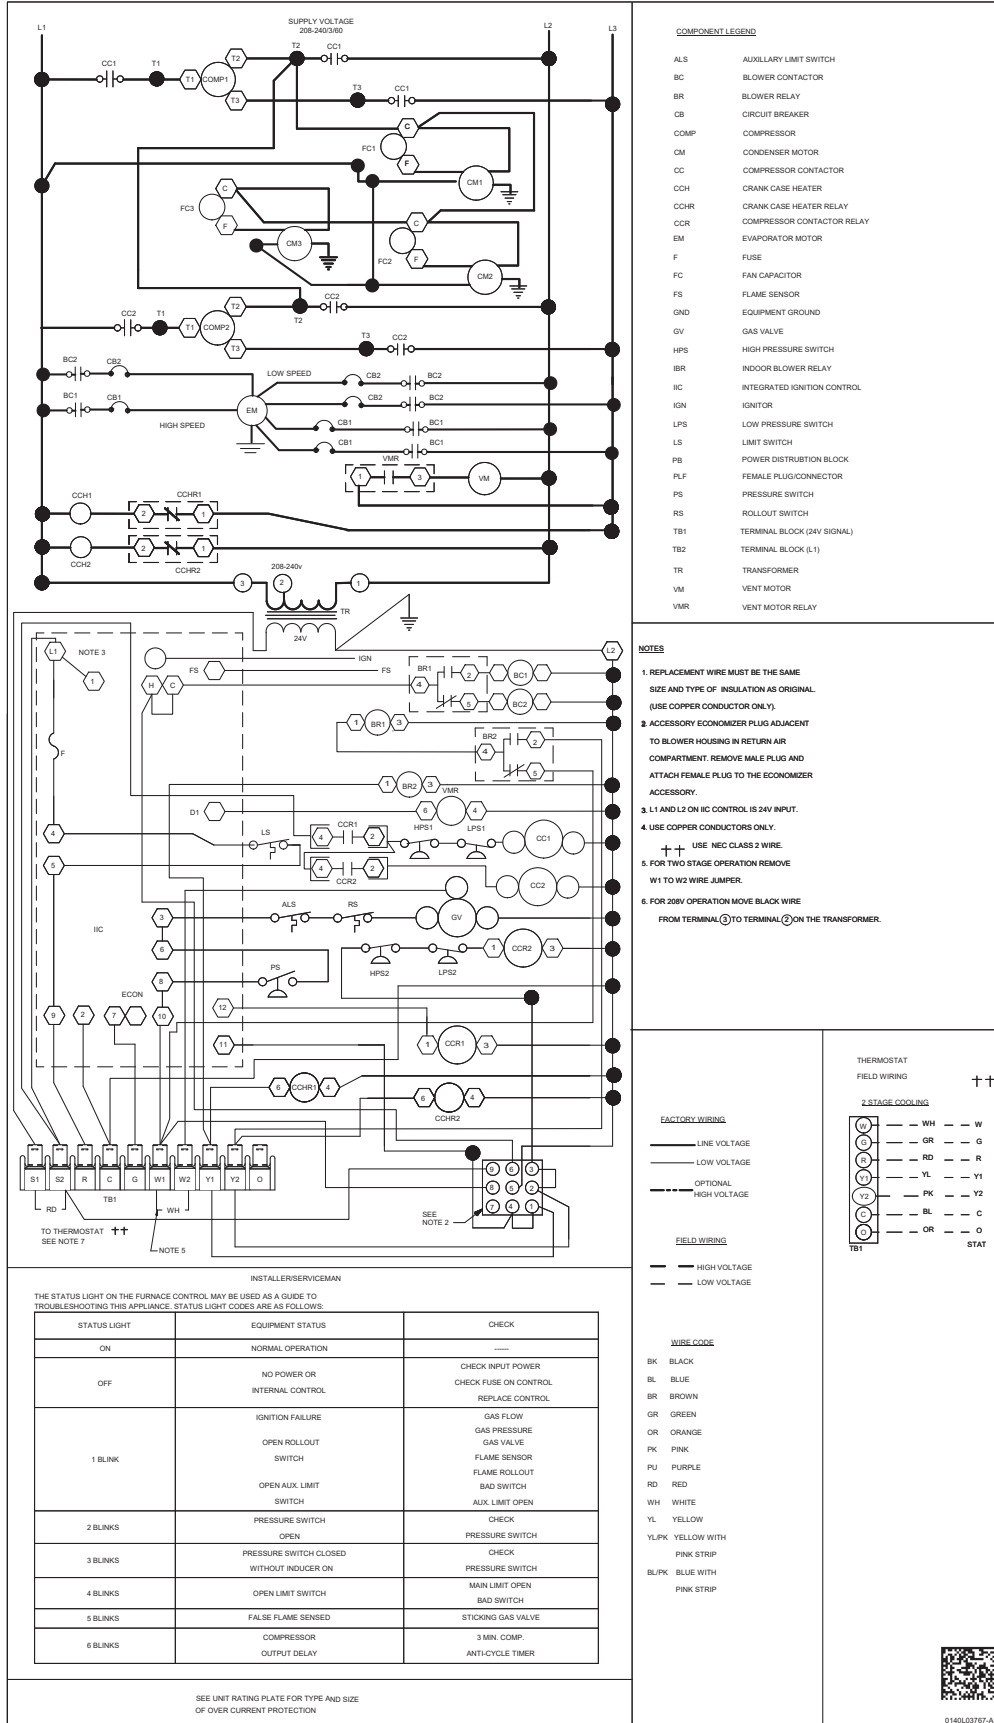 L1
SUPPLY VOLTAGE
208-240/3/60
L2
L3
T2
CC1
CC1
T1
T1
COMP1
T2
T3
T3
CC1
C
FC1
F
CM1
C
FC3
F
CM3
C
FC2
F
CM2
CC2
T2
CC2
T1
T1
COMP2
T2
T3
T3
CC2
BC2
CB2
LOW SPEED
CB2
BC2
BC1
CB1
EM
CB2
BC2
HIGH SPEED
CB1
BC1
CB1
BC1
VMR
1
3
VM
CCH1
CCHR1
2
1
CCH2
2
1
CCHR2
208-240v
3
2
1
TR
24V
L1
NOTE 3
1
IGN
FS
FS
L2
H
C
BR1
4
2
5
BC1
BC2
1
BR1
3
BR2
4
2
5
F
1
BR2
3
VMR
D1
6
4
4
LS
CCR1
4
2
HPS1
LPS1
CC1
5
4
2
CCR2
CC2
IIC
3
ALS
RS
GV
6
HPS2
LPS2
1
CCR2
3
8
PS
ECON
9
2
7
10
12
11
1
CCR1
3
6
CCHR1
4
6
4
CCHR2
S1
S2
R
C
G
W1
W2
Y1
Y2
O
TB1
RD
WH
TO THERMOSTAT
SEE NOTE 7
NOTE 5
9
6
3
8
5
2
7
4
1
SEE
NOTE 2
COMPONENT LEGEND
ALS AUXILLARY LIMIT SWITCH
BC BLOWER CONTACTOR
BR BLOWER RELAY
CB CIRCUIT BREAKER
COMP COMPRESSOR
CM CONDENSER MOTOR
CC COMPRESSOR CONTACTOR
CCH CRANK CASE HEATER
CCHR CRANK CASE HEATER RELAY
CCR COMPRESSOR CONTACTOR RELAY
EM EVAPORATOR MOTOR
F FUSE
FC FAN CAPACITOR
FS FLAME SENSOR
GND EQUIPMENT GROUND
GV GAS VALVE
HPS HIGH PRESSURE SWITCH
IBR INDOOR BLOWER RELAY
IIC INTEGRATED IGNITION CONTROL
IGN IGNITOR
LPS LOW PRESSURE SWITCH
LS LIMIT SWITCH
PB POWER DISTRUBTION BLOCK
PLF FEMALE PLUG/CONNECTOR
PS PRESSURE SWITCH
RS ROLLOUT SWITCH
TB1 TERMINAL BLOCK (24V SIGNAL)
TB2 TERMINAL BLOCK (L1)
TR TRANSFORMER
VM VENT MOTOR
VMR VENT MOTOR RELAY
NOTES
1. REPLACEMENT WIRE MUST BE THE SAME
SIZE AND TYPE OF INSULATION AS ORIGINAL.
(USE COPPER CONDUCTOR ONLY).
2. ACCESSORY ECONOMIZER PLUG ADJACENT
TO BLOWER HOUSING IN RETURN AIR
COMPARTMENT. REMOVE MALE PLUG AND
ATTACH FEMALE PLUG TO THE ECONOMIZER
ACCESSORY.
3. L1 AND L2 ON IIC CONTROL IS 24V INPUT.
4. USE COPPER CONDUCTORS ONLY.
†† USE NEC CLASS 2 WIRE.
5. FOR TWO STAGE OPERATION REMOVE
W1 TO W2 WIRE JUMPER.
6. FOR 208V OPERATION MOVE BLACK WIRE
FROM TERMINAL 3 TO TERMINAL 2 ON THE TRANSFORMER.
FACTORY WIRING
LINE VOLTAGE
LOW VOLTAGE
OPTIONAL
HIGH VOLTAGE
FIELD WIRING
HIGH VOLTAGE
LOW VOLTAGE
WIRE CODE
BK BLACK
BL BLUE
BR BROWN
GR GREEN
OR ORANGE
PK PINK
PU PURPLE
RD RED
WH WHITE
YL YELLOW
YL/PK YELLOW WITH
PINK STRIP
BL/PK BLUE WITH
PINK STRIP
THERMOSTAT
FIELD WIRING ††
2 STAGE COOLING
W WH W
G GR G
R RD R
Y1 YL Y1
Y2 PK Y2
C BL C
O OR O
TB1 STAT
INSTALLER/SERVICEMAN
THE STATUS LIGHT ON THE FURNACE CONTROL MAY BE USED AS A GUIDE TO
TROUBLESHOOTING THIS APPLIANCE. STATUS LIGHT CODES ARE AS FOLLOWS:
STATUS LIGHT EQUIPMENT STATUS CHECK
ON NORMAL OPERATION ------
OFF
NO POWER OR
INTERNAL CONTROL
CHECK INPUT POWER
CHECK FUSE ON CONTROL
REPLACE CONTROL
1 BLINK
IGNITION FAILURE
OPEN ROLLOUT
SWITCH
OPEN AUX. LIMIT
SWITCH
GAS FLOW
GAS PRESSURE
GAS VALVE
FLAME SENSOR
FLAME ROLLOUT
BAD SWITCH
AUX. LIMIT OPEN
2 BLINKS
PRESSURE SWITCH
OPEN
CHECK
PRESSURE SWITCH
3 BLINKS
PRESSURE SWITCH CLOSED
WITHOUT INDUCER ON
CHECK
PRESSURE SWITCH
4 BLINKS
OPEN LIMIT SWITCH
MAIN LIMIT OPEN
BAD SWITCH
5 BLINKS FALSE FLAME SENSED STICKING GAS VALVE
6 BLINKS
COMPRESSOR
OUTPUT DELAY
3 MIN. COMP.
ANTI-CYCLE TIMER
SEE UNIT RATING PLATE FOR TYPE AND SIZE
OF OVER CURRENT PROTECTION
0140L03767-A